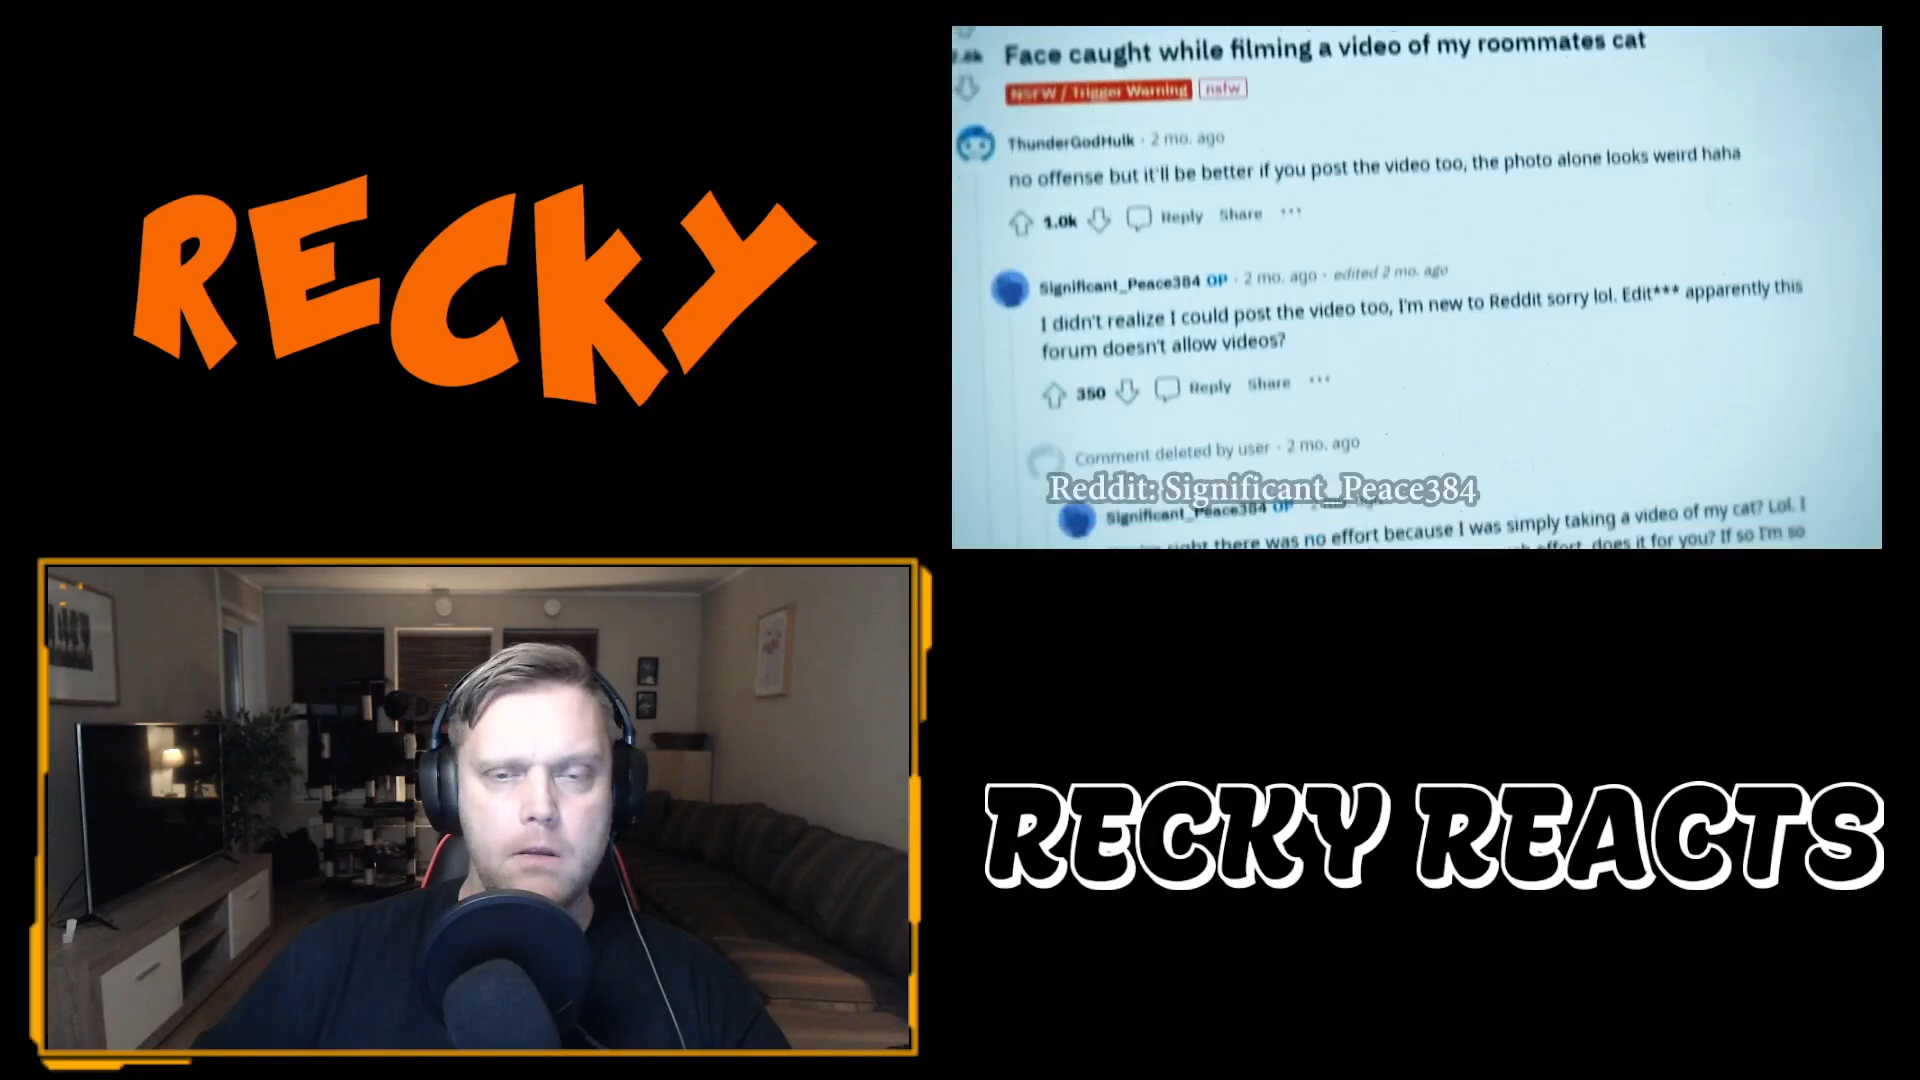 RECKY
Face caught while filming a video of my roommates cat
NSFW / Trigger Warning nsfw
ThunderGodHulk · 2 mo. ago
no offense but it'll be better if you post the video too, the photo alone looks weird haha
1.0k Reply Share ...
Significant_Peace384 OP · 2 mo. ago · edited 2 mo. ago
I didn't realize I could post the video too, I'm new to Reddit sorry lol. Edit*** apparently this
forum doesn't allow videos?
350 Reply Share ...
Comment deleted by user · 2 mo. ago
Reddit: Significant_Peace384
Significant_Peace384 OP
right there was no effort because I was simply taking a video of my cat? Lol. I
effort, does it for you? If so I'm so
RECKY REACTS